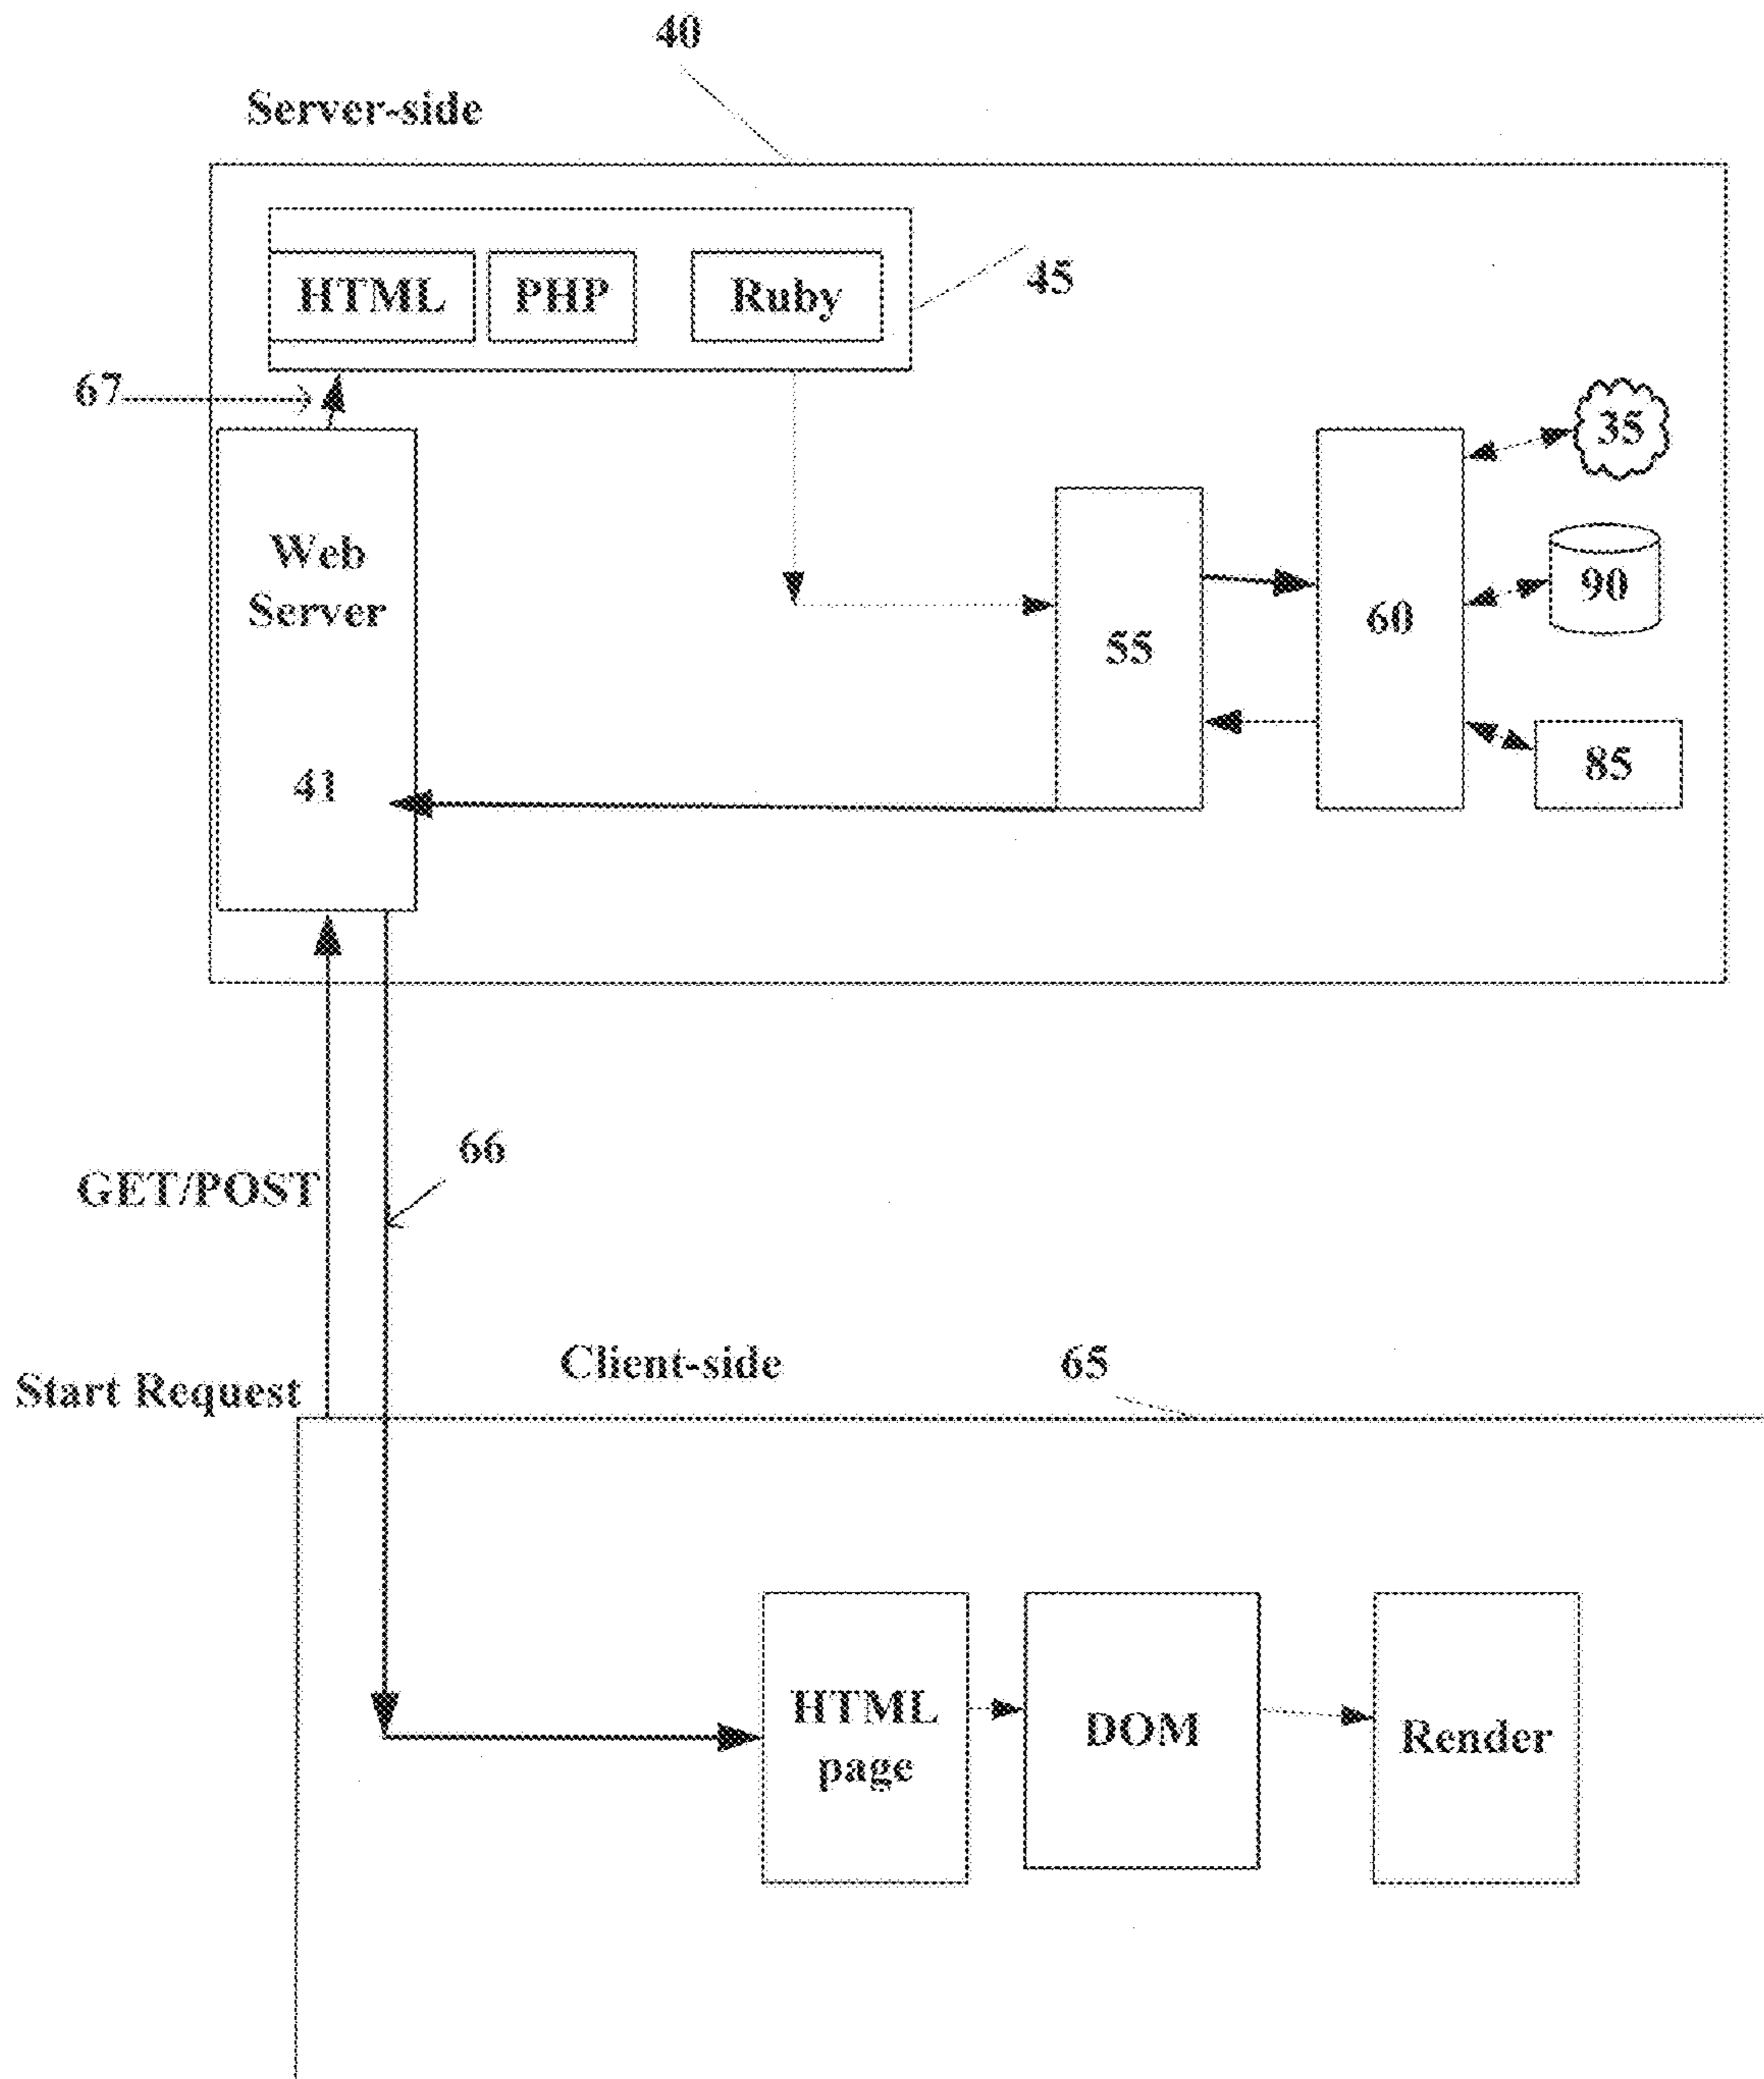 40
Server-side
HTML
PHP
Ruby
45
67
35
Web
Server
90
60
55
41
85
66
GET/POST
Client-side
65
Start Request
HTML
page
DOM
Render